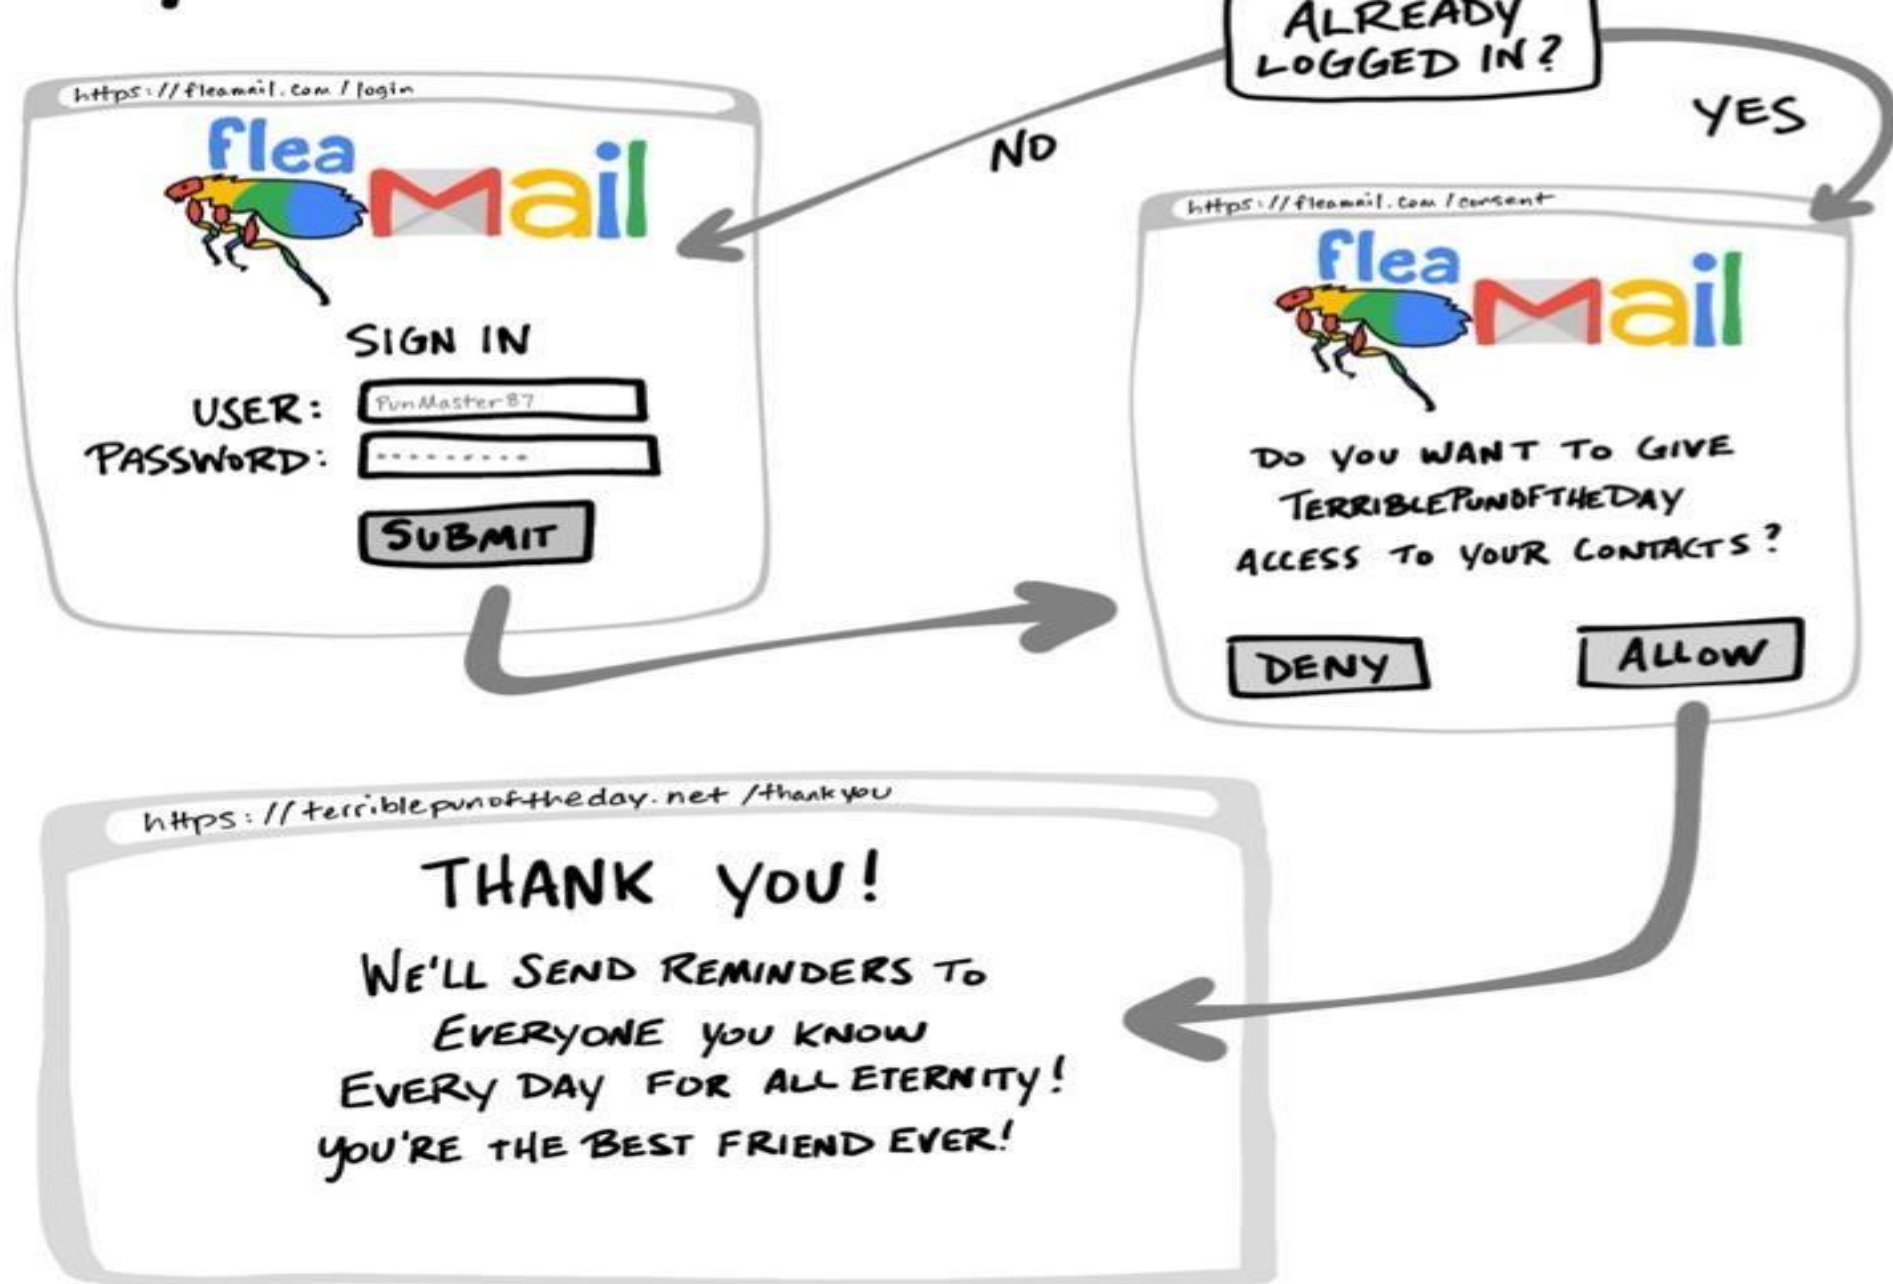 ALREADY
LOGGED IN?
NO
YES
https://fleamail.com/login
flea
Mail
SIGN IN
USER: PunMaster87
PASSWORD: ·········
SUBMIT
https://fleamail.com/consent
flea
Mail
DO YOU WANT TO GIVE
TERRIBLEPUNOFTHEDAY
ACCESS TO YOUR CONTACTS?
DENY
ALLOW
https://terriblepunoftheday.net/thankyou
THANK YOU!
WE'LL SEND REMINDERS TO
EVERYONE YOU KNOW
EVERY DAY FOR ALL ETERNITY!
YOU'RE THE BEST FRIEND EVER!